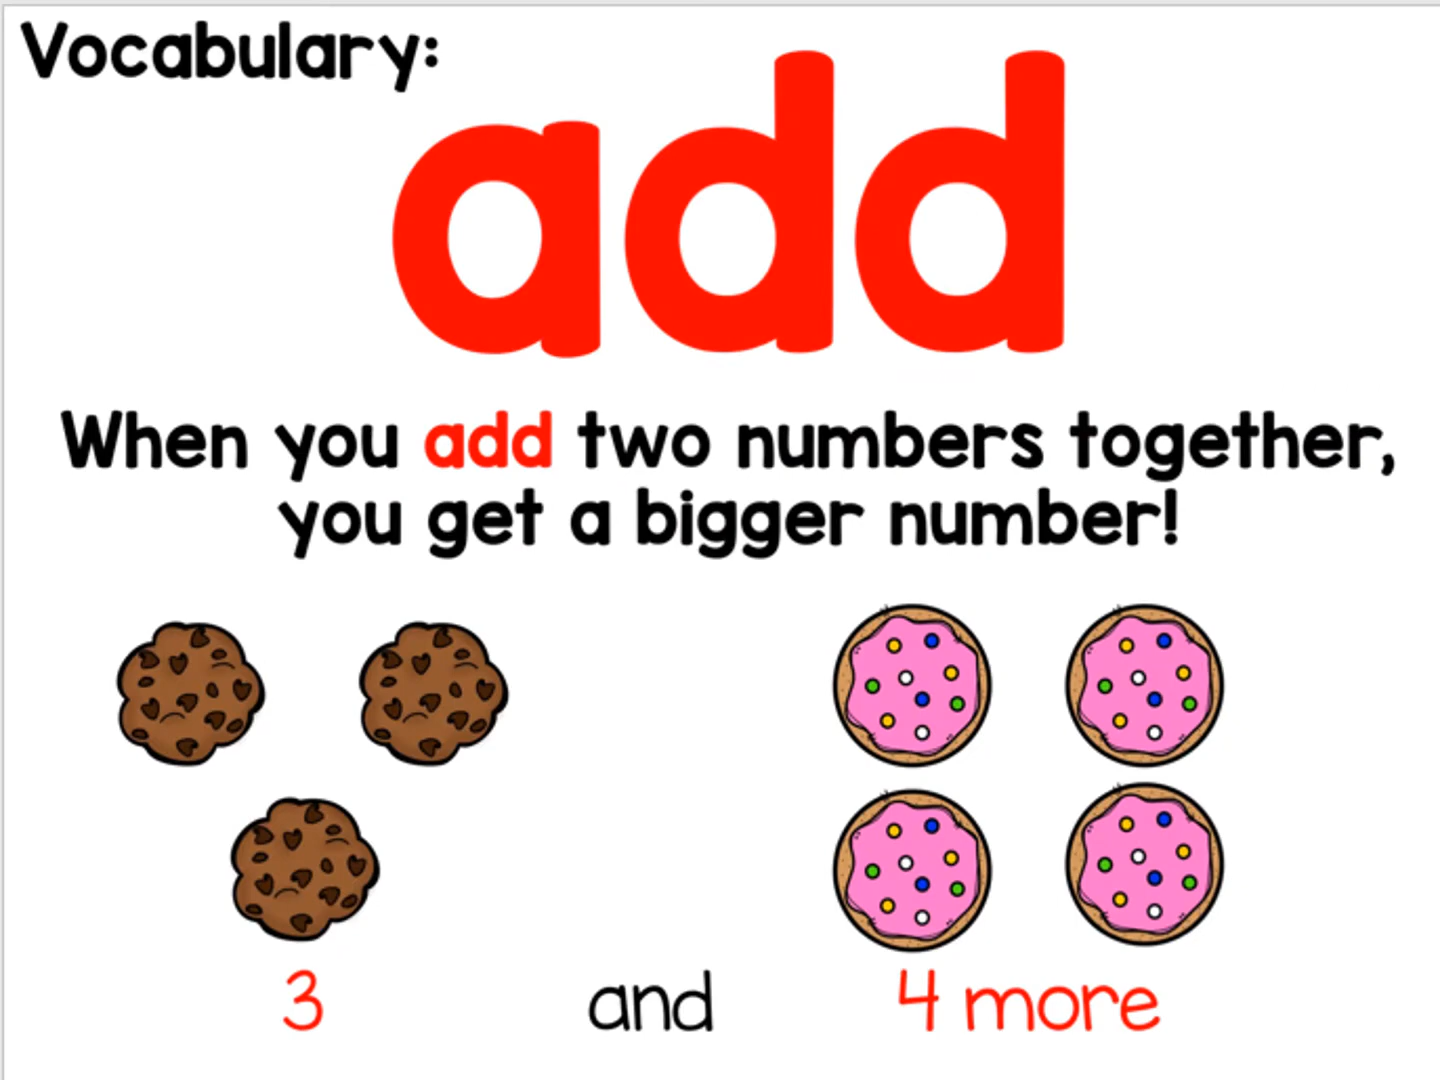 Vocabulary:
add
When you add two numbers together,
you get a bigger number!
3 and 4 more